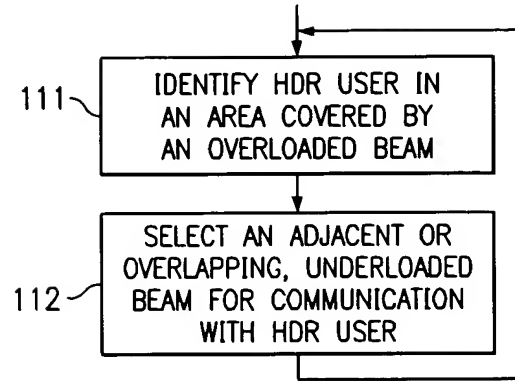 111
IDENTIFY HDR USER IN
AN AREA COVERED BY
AN OVERLOADED BEAM
112
SELECT AN ADJACENT OR
OVERLAPPING, UNDERLOADED
BEAM FOR COMMUNICATION
WITH HDR USER